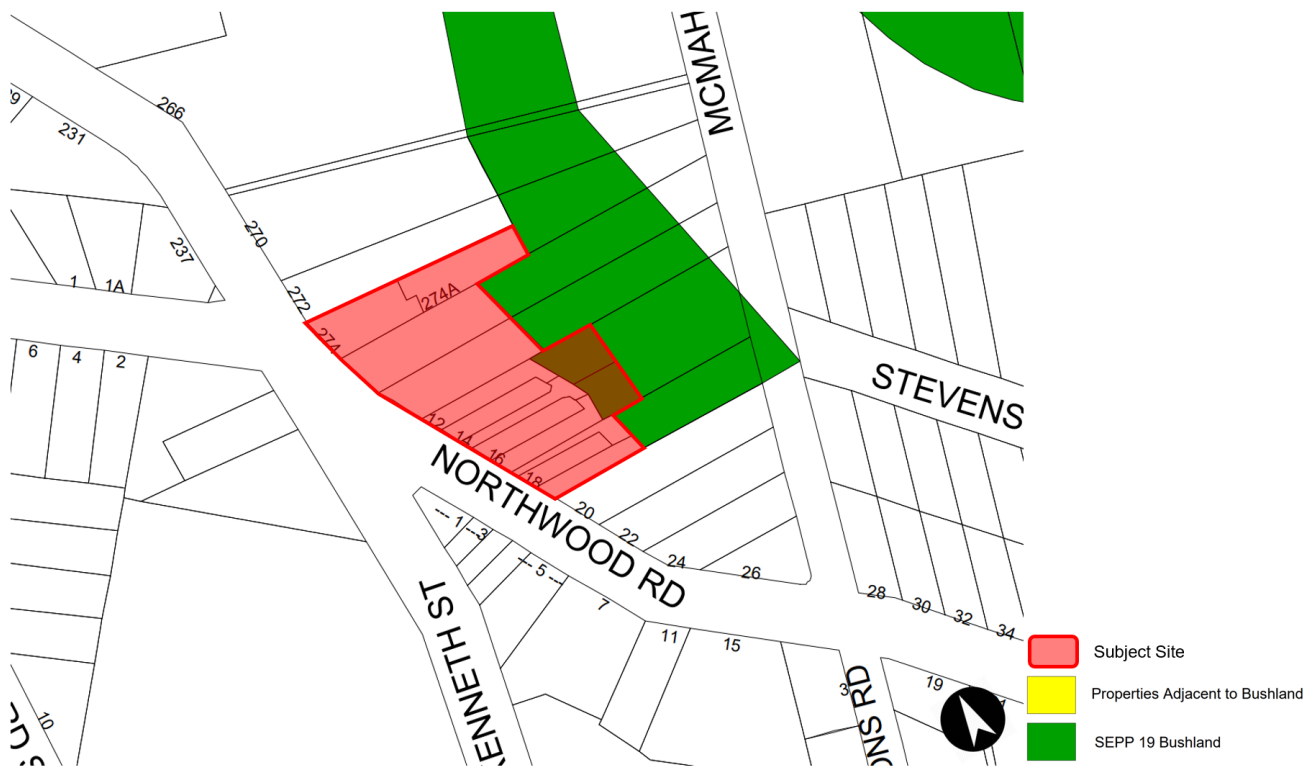 MCMAH
266
39
231
270
237
1
1A
272
274A
274
6
4
2
STEVENS
12
14
16
18
NORTHWOOD RD
20
22
24
26
--- 1 ---
3
--- 5 ---
7
28
30
32
34
11
15
KENNETH ST
3
ONS RD
19
10
Subject Site
Properties Adjacent to Bushland
SEPP 19 Bushland